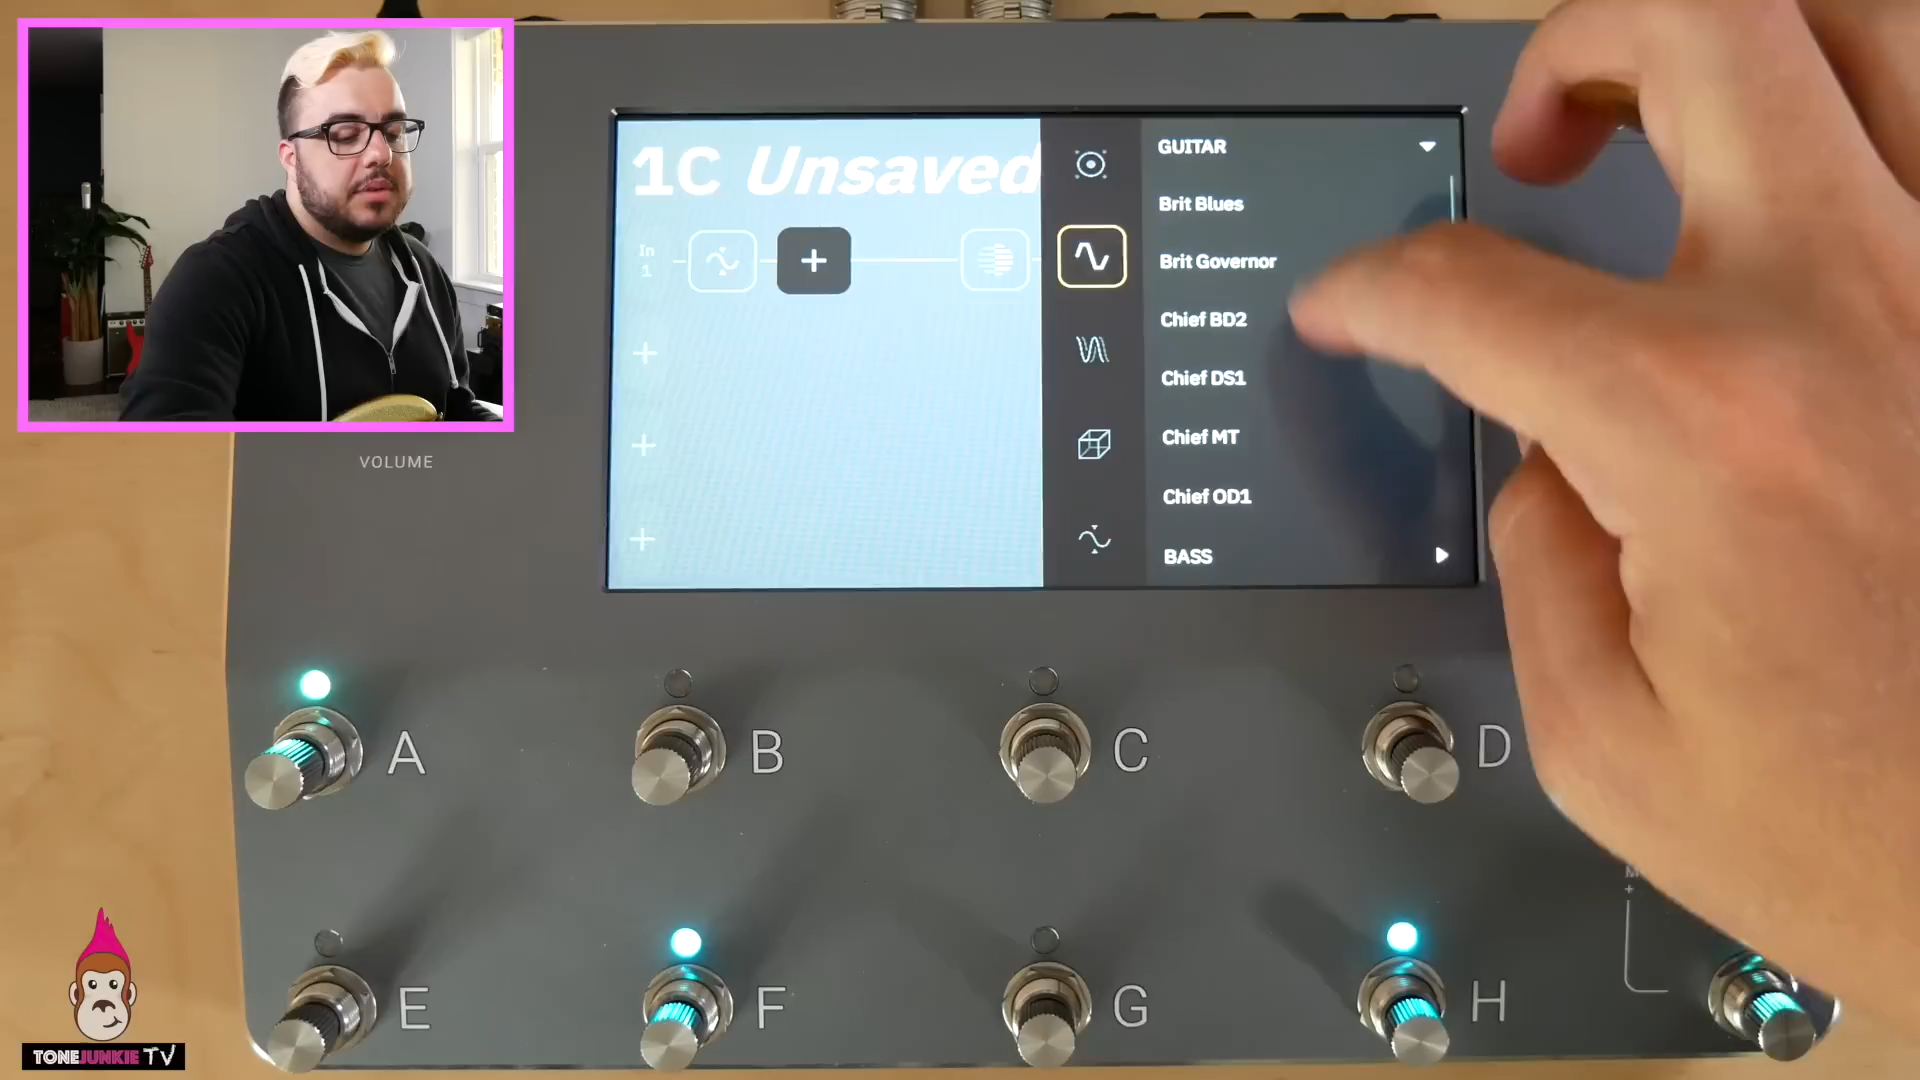 1C Unsaved
In
1
GUITAR
Brit Blues
Brit Governor
Chief BD2
Chief DS1
Chief MT
Chief OD1
BASS
VOLUME
A
B
C
D
E
F
G
H
TONEJUNKIE TV